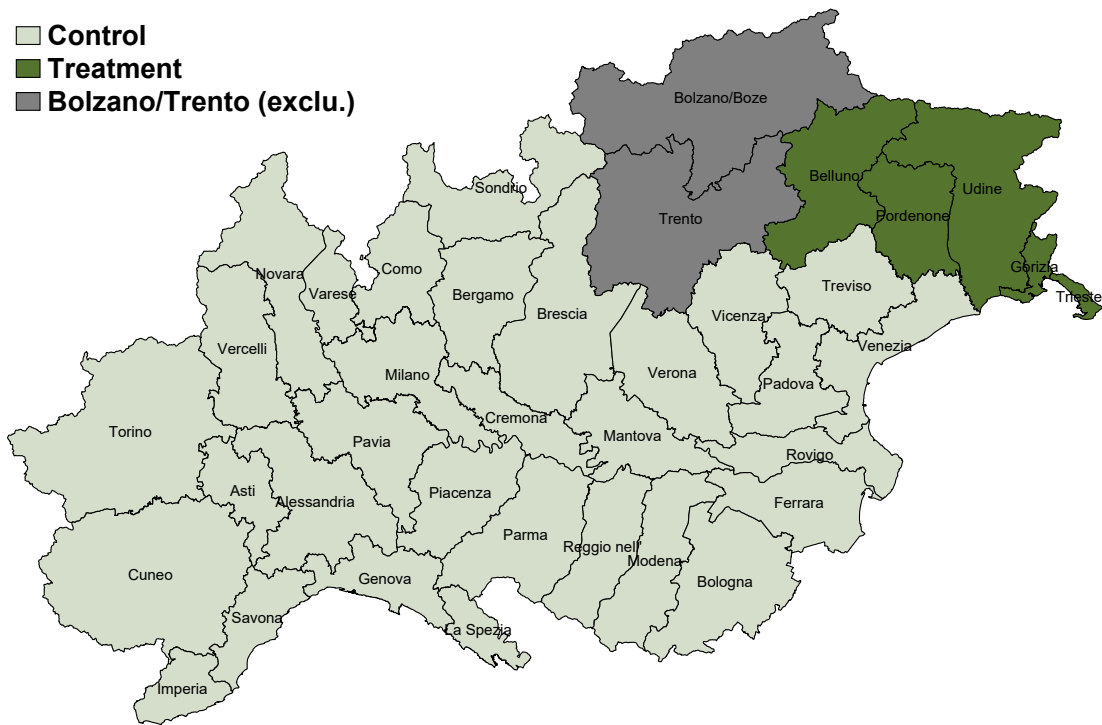 Control
Treatment
Bolzano/Trento (exclu.)
Bolzano/Boze
Sondrio
Belluno
Udine
Trento
Pordenone
Novara
Como
Gorizia
Varese
Bergamo
Treviso
Trieste
Brescia
Vicenza
Vercelli
Venezia
Milano
Verona
Padova
Cremona
Torino
Pavia
Mantova
Rovigo
Asti
Alessandria
Piacenza
Ferrara
Parma
Reggio nell'
Modena
Cuneo
Genova
Bologna
Savona
La Spezia
Imperia